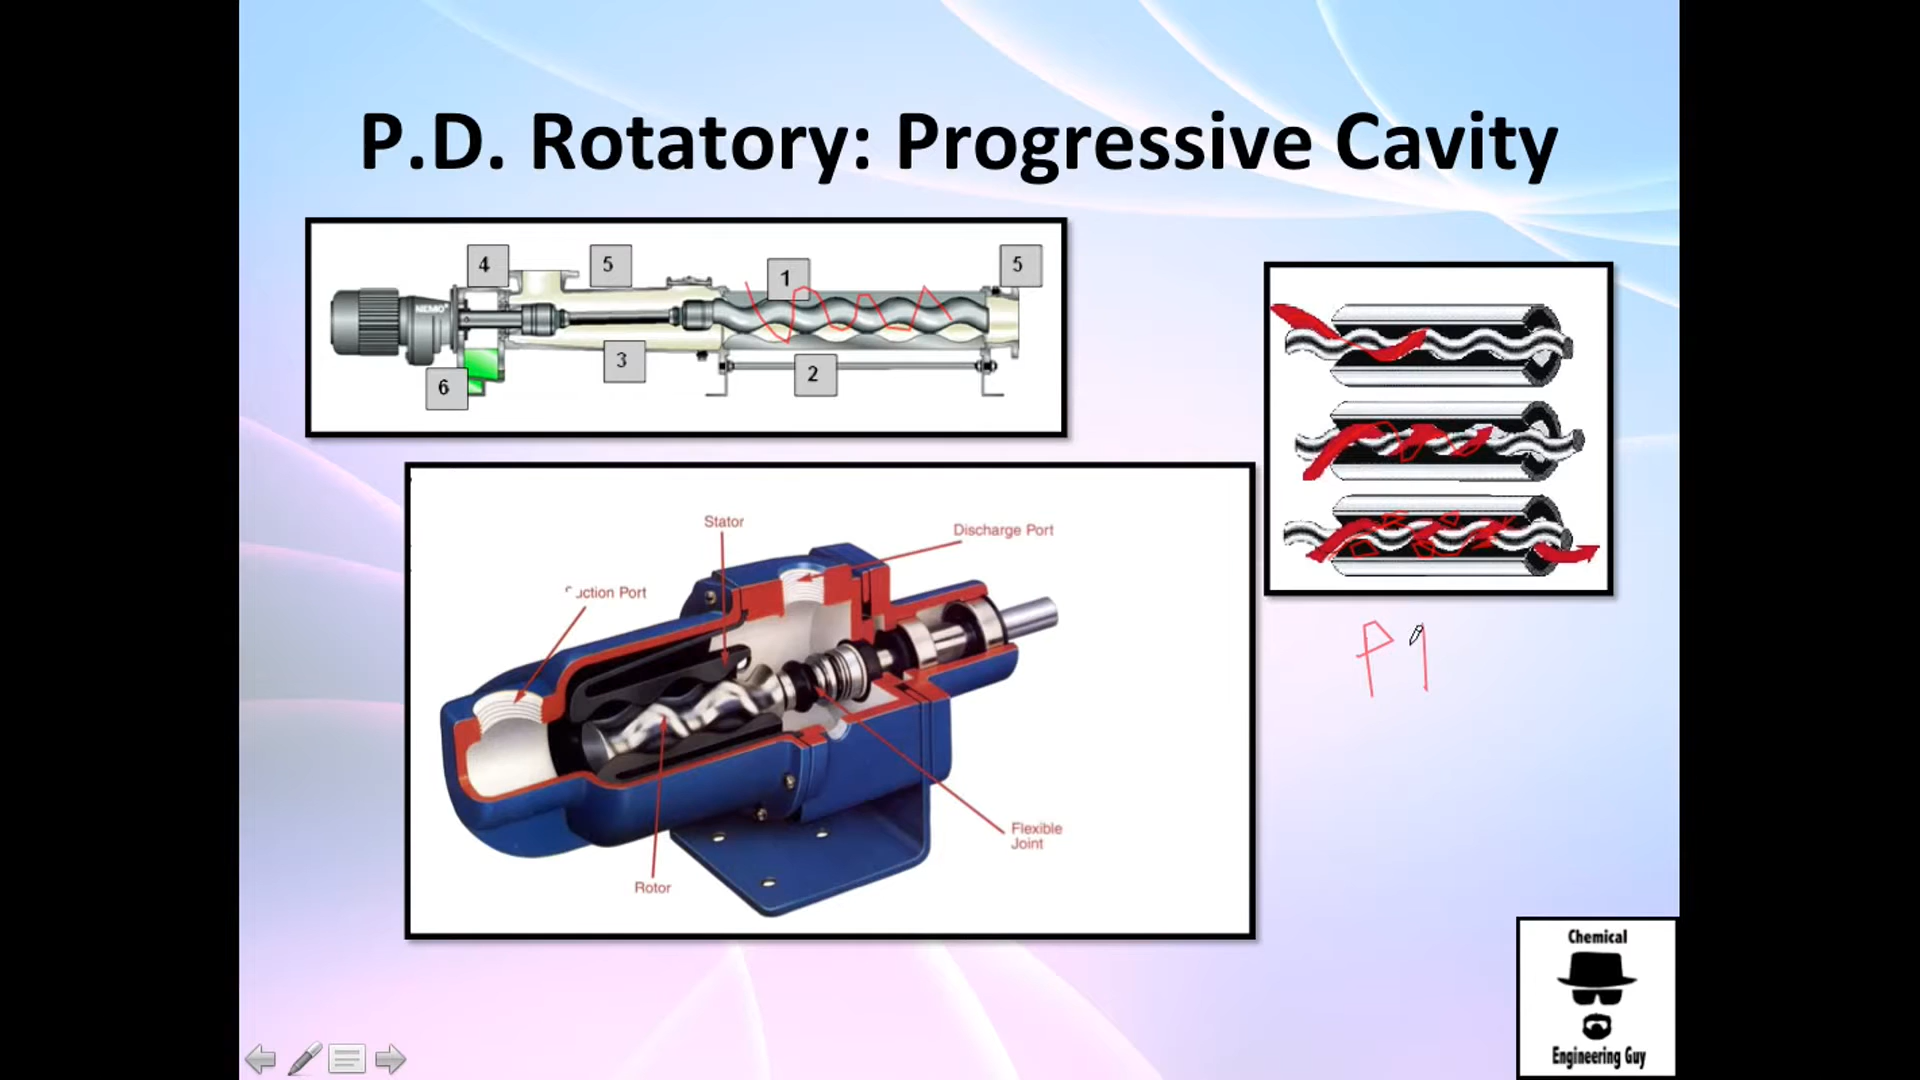 P.D. Rotatory: Progressive Cavity
4
5
1
5
NEMO
3
2
6
Stator
Discharge Port
uction Port
Flexible
Joint
Rotor
P1
Chemical
Engineering Guy